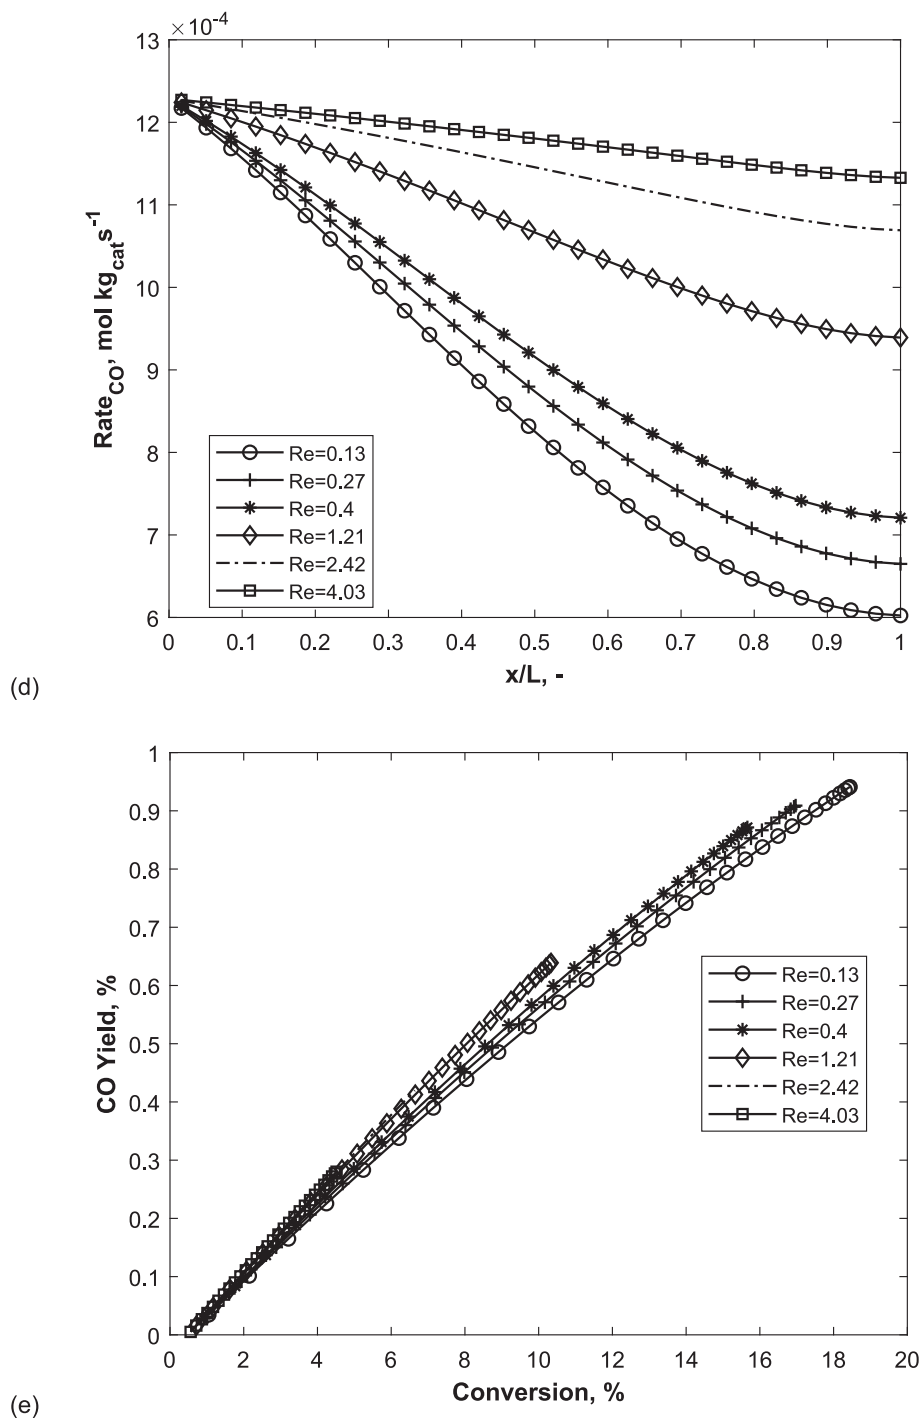 ×10⁻⁴
13
12
11
10
9
8
7
6
Rate_CO, mol kg_cat s⁻¹
Re=0.13
Re=0.27
Re=0.4
Re=1.21
Re=2.42
Re=4.03
0 0.1 0.2 0.3 0.4 0.5 0.6 0.7 0.8 0.9 1
x/L, -
(d)
1
0.9
0.8
0.7
0.6
0.5
0.4
0.3
0.2
0.1
0
CO Yield, %
Re=0.13
Re=0.27
Re=0.4
Re=1.21
Re=2.42
Re=4.03
0 2 4 6 8 10 12 14 16 18 20
Conversion, %
(e)